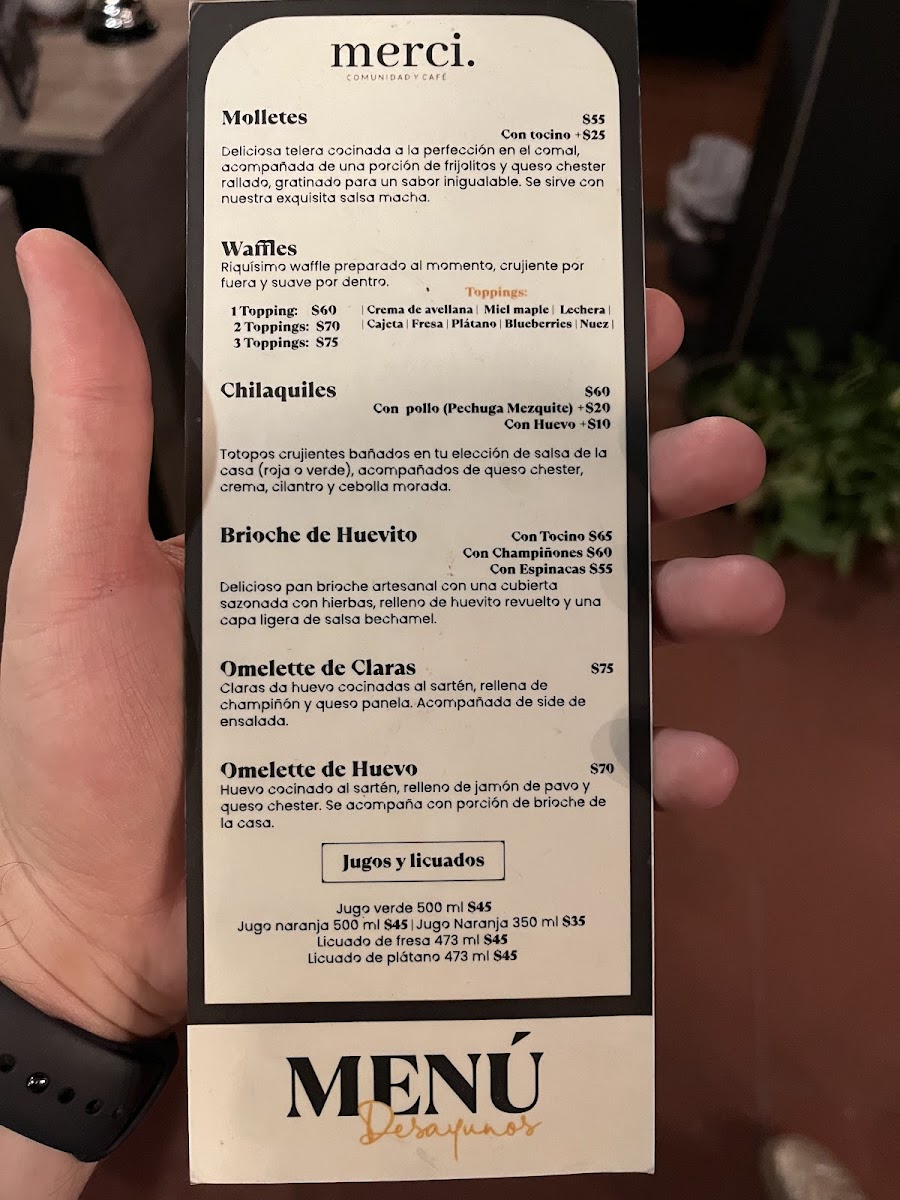 merci.
COMUNIDAD Y CAFÉ
Molletes $55
Con tocino +$25
Deliciosa telera cocinada a la perfección en el comal,
acompañada de una porción de frijolitos y queso chester
rallado, gratinado para un sabor inigualable. Se sirve con
nuestra exquisita salsa macha.
Waffles
Riquísimo waffle preparado al momento, crujiente por
fuera y suave por dentro.
Toppings:
1 Topping: $60 | Crema de avellana | Miel maple | Lechera |
2 Toppings: $70 | Cajeta | Fresa | Plátano | Blueberries | Nuez |
3 Toppings: $75
Chilaquiles $60
Con pollo (Pechuga Mezquite) +$20
Con Huevo +$10
Totopos crujientes bañados en tu elección de salsa de la
casa (roja o verde), acompañados de queso chester,
crema, cilantro y cebolla morada.
Brioche de Huevito Con Tocino $65
Con Champiñones $60
Con Espinacas $55
Delicioso pan brioche artesanal con una cubierta
sazonada con hierbas, relleno de huevito revuelto y una
capa ligera de salsa bechamel.
Omelette de Claras $75
Claras da huevo cocinadas al sartén, rellena de
champiñón y queso panela. Acompañada de side de
ensalada.
Omelette de Huevo $70
Huevo cocinado al sartén, relleno de jamón de pavo y
queso chester. Se acompaña con porción de brioche de
la casa.
Jugos y licuados
Jugo verde 500 ml $45
Jugo naranja 500 ml $45 | Jugo Naranja 350 ml $35
Licuado de fresa 473 ml $45
Licuado de plátano 473 ml $45
MENÚ
Desayunos